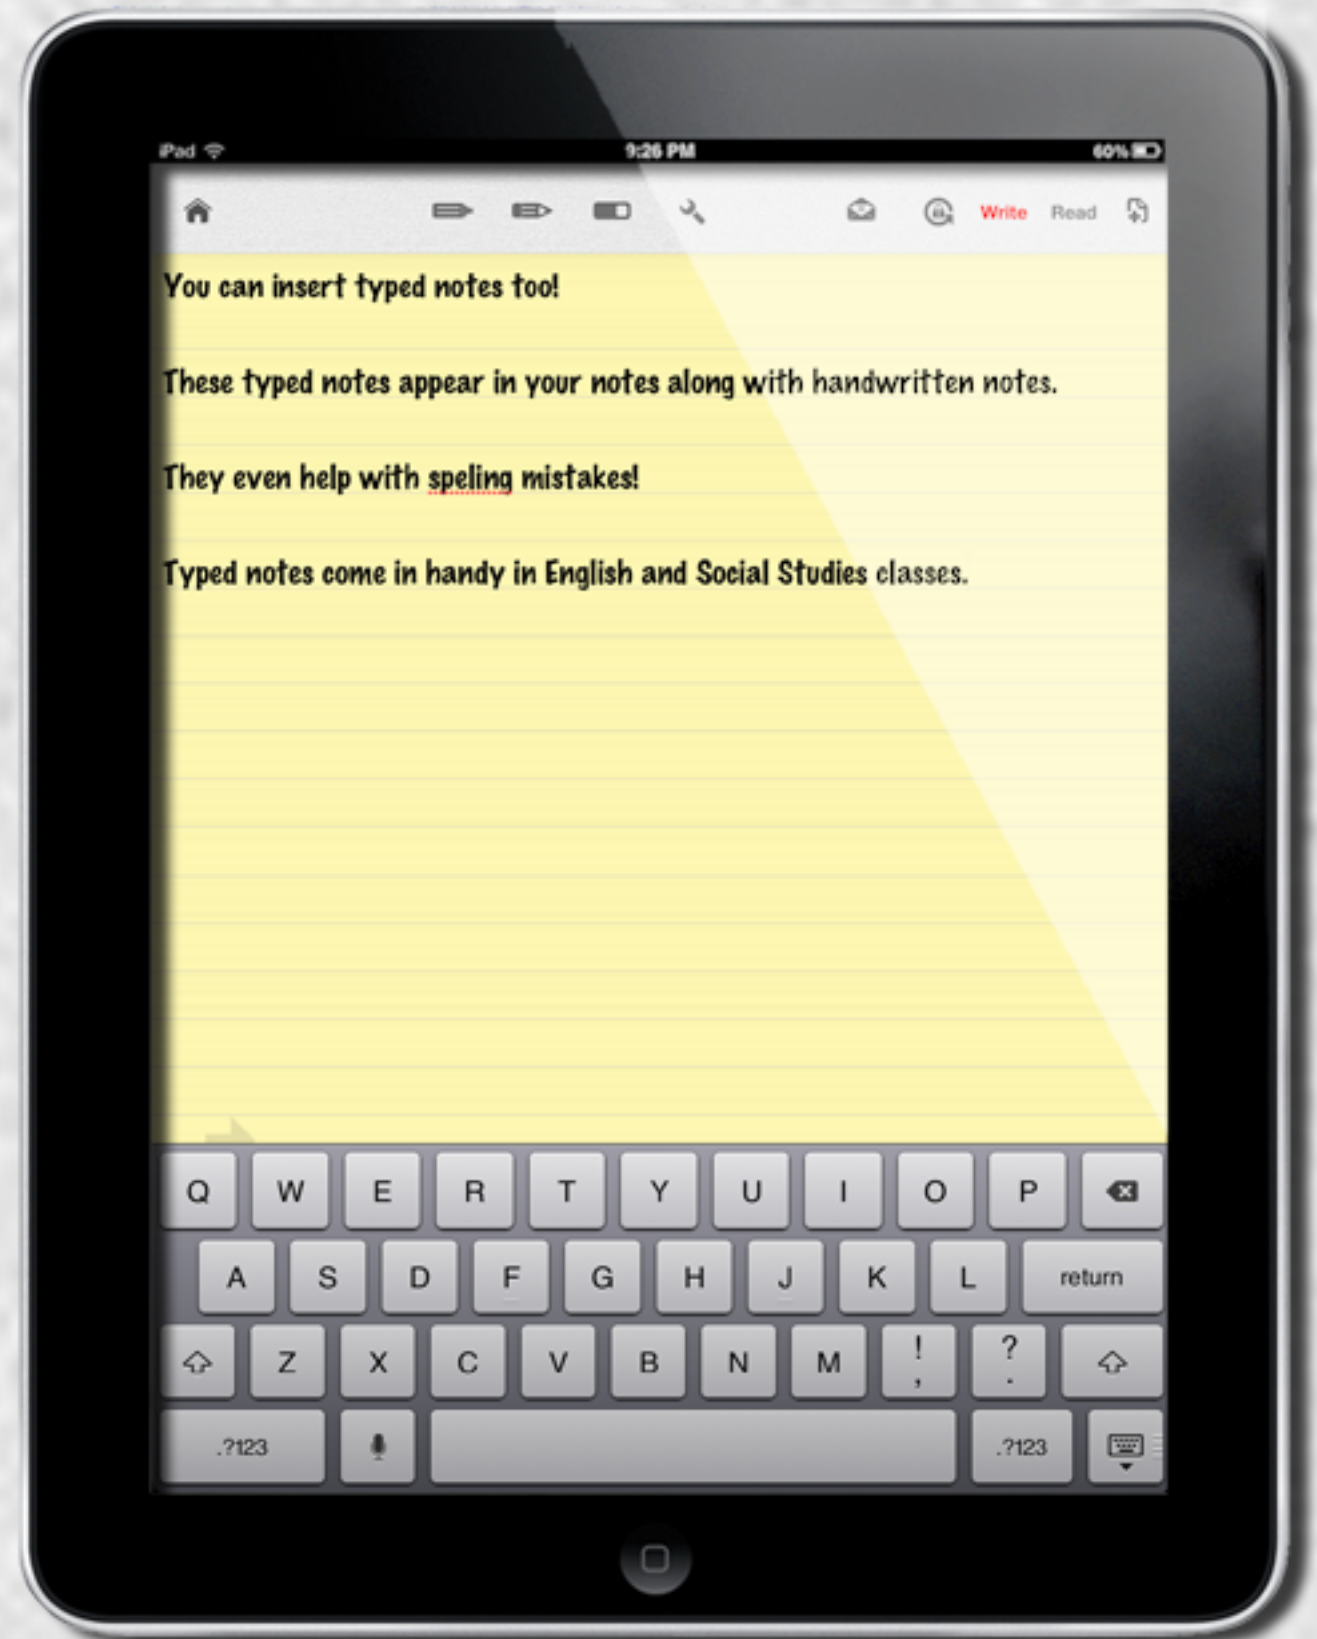 iPad 9:26 PM 60%
Write Read
You can insert typed notes too!
These typed notes appear in your notes along with handwritten notes.
They even help with speling mistakes!
Typed notes come in handy in English and Social Studies classes.
Q W E R T Y U I O P
A S D F G H J K L return
Z X C V B N M ! , ? .
.?123 .?123